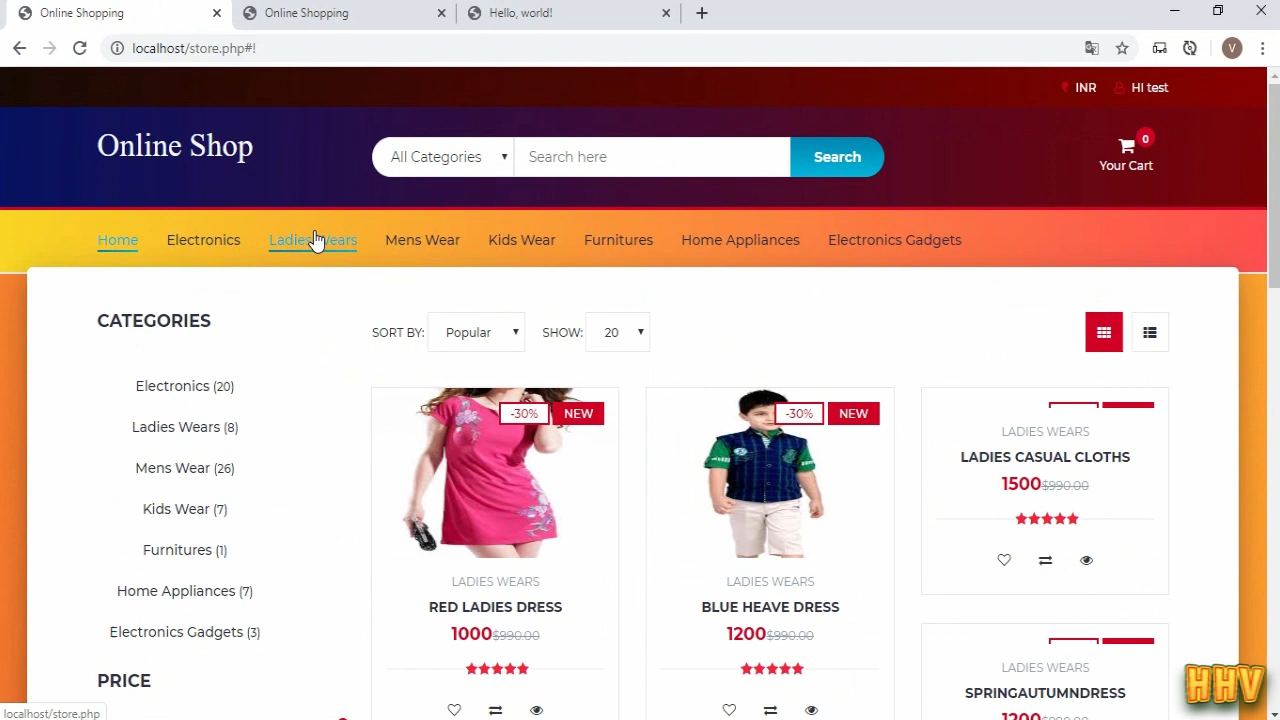 Online Shopping
Online Shopping
Hello, world!
localhost/store.php#!
V
INR
HI test
Online Shop
All Categories
Search here
Search
0
Your Cart
Home
Electronics
Ladies Wears
Mens Wear
Kids Wear
Furnitures
Home Appliances
Electronics Gadgets
CATEGORIES
Electronics (20)
Ladies Wears (8)
Mens Wear (26)
Kids Wear (7)
Furnitures (1)
Home Appliances (7)
Electronics Gadgets (3)
PRICE
SORT BY:
Popular
SHOW:
20
-30%
NEW
LADIES WEARS
RED LADIES DRESS
1000$990.00
-30%
NEW
LADIES WEARS
BLUE HEAVE DRESS
1200$990.00
LADIES WEARS
LADIES CASUAL CLOTHS
1500$990.00
LADIES WEARS
SPRINGAUTUMNDRESS
1200$990.00
HHV
localhost/store.php